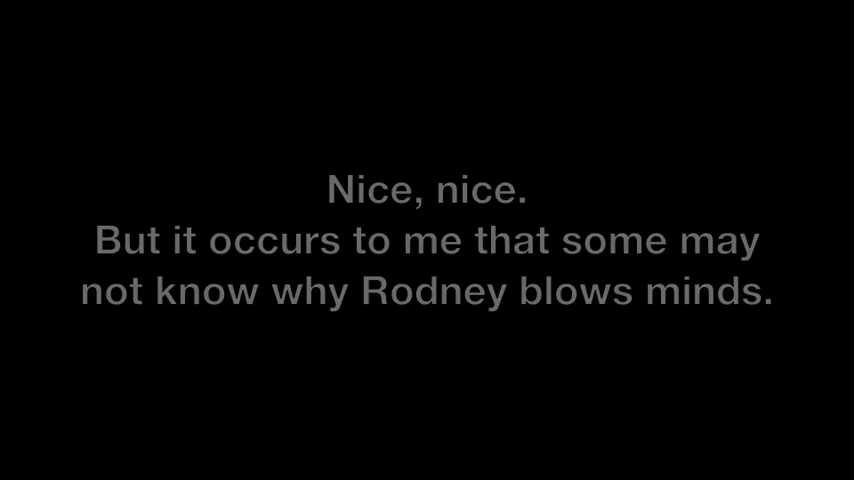 Nice, nice.
But it occurs to me that some may
not know why Rodney blows minds.